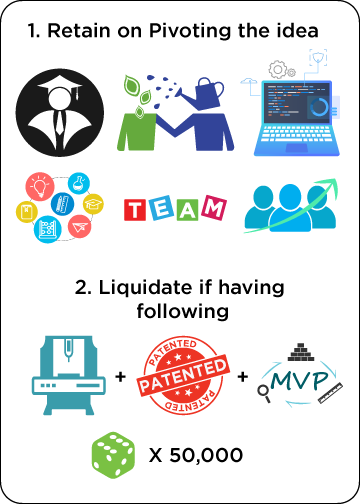 1. Retain on Pivoting the idea
TEAM
2. Liquidate if having
following
+
PATENTED
PATENTED
PATENTED
+
MVP
X 50,000